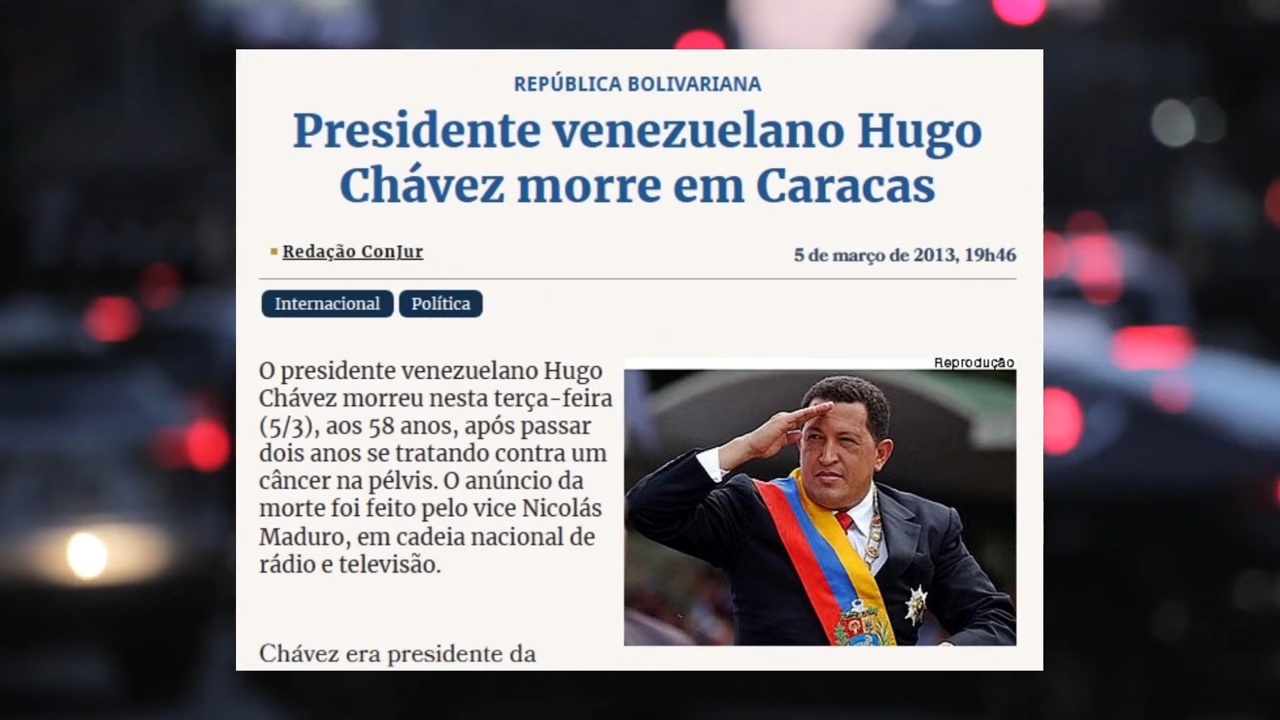 REPÚBLICA BOLIVARIANA
Presidente venezuelano Hugo
Chávez morre em Caracas
Redação ConJur
5 de março de 2013, 19h46
Internacional
Política
Reprodução
O presidente venezuelano Hugo
Chávez morreu nesta terça-feira
(5/3), aos 58 anos, após passar
dois anos se tratando contra um
câncer na pélvis. O anúncio da
morte foi feito pelo vice Nicolás
Maduro, em cadeia nacional de
rádio e televisão.
Chávez era presidente da